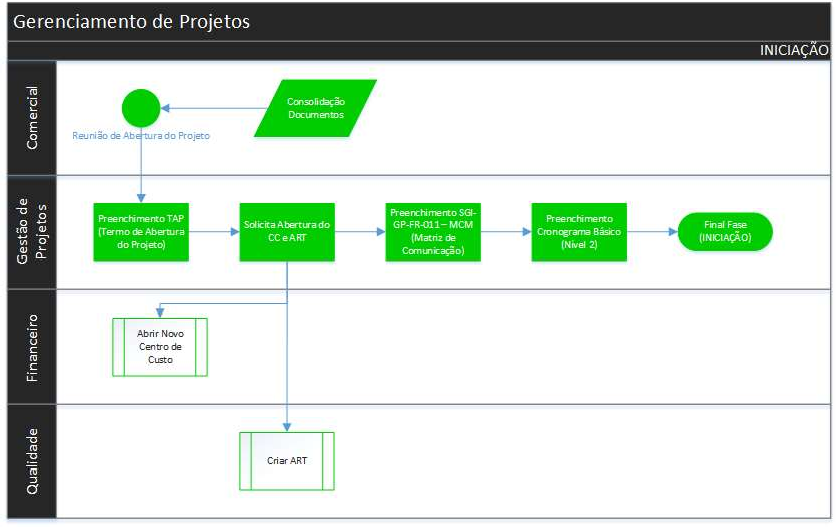 Gerenciamento de Projetos
INICIAÇÃO
Comercial
Consolidação
Documentos
Reunião de Abertura do Projeto
Gestão de
Projetos
Preenchimento TAP
(Termo de Abertura
do Projeto)
Solicita Abertura do
CC e ART
Preenchimento SGI-
GP-FR-011 – MCM
(Matriz de
Comunicação)
Preenchimento
Cronograma Básico
(Nível 2)
Final Fase
(INICIAÇÃO)
Financeiro
Abrir Novo
Centro de
Custo
Qualidade
Criar ART